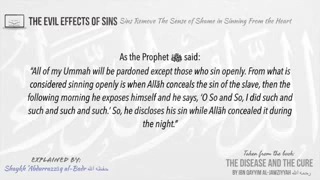 THE EVIL EFFECTS OF SINS Sins Remove The Sense of Shame in Sinning From the Heart
As the Prophet ﷺ said:
“All of my Ummah will be pardoned except those who sin openly. From what is
considered sinning openly is when Allāh conceals the sin of the slave, then the
following morning he exposes himself and he says, ‘O So and So, I did such and
such and such and such.’ So, he discloses his sin while Allāh concealed it during
the night.”
EXPLAINED BY:
Shaykh 'Abdurrazzāq al-Badr
Taken from the book:
THE DISEASE AND THE CURE
BY IBN QAYYIM AL-JAWZIYYAH